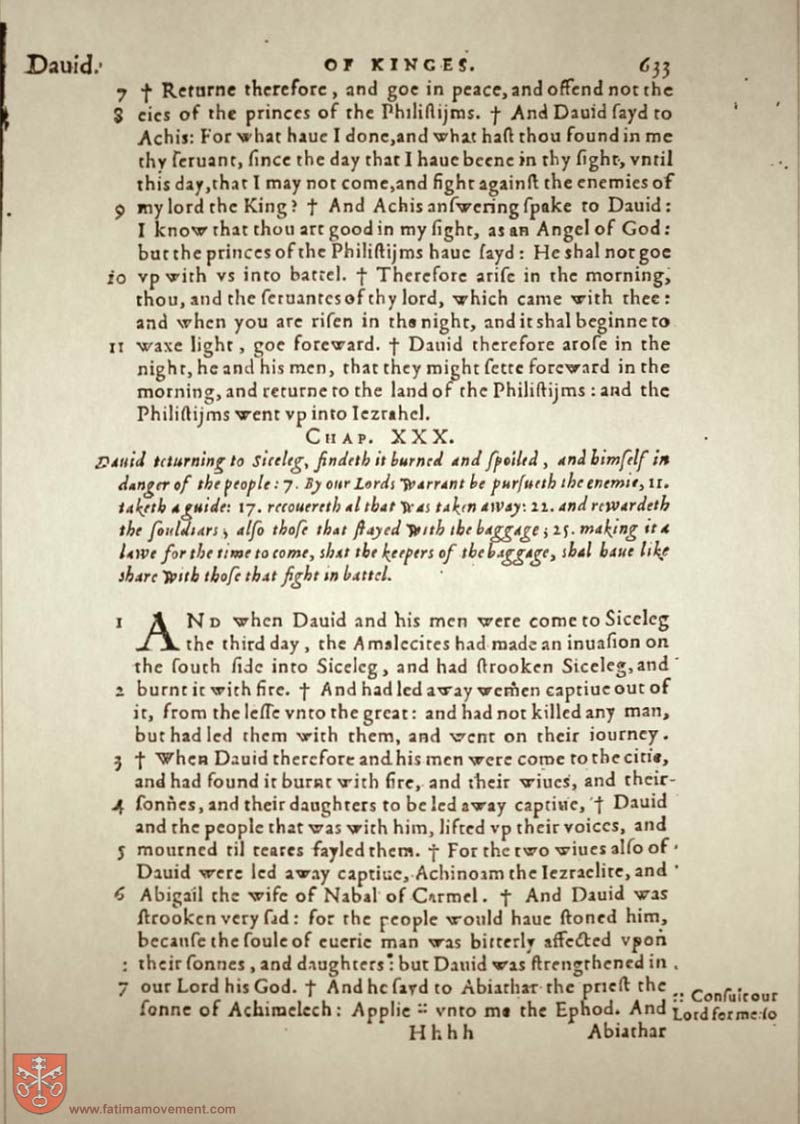 Dauid. OF KINGES. 633
7 † Returne therefore, and goe in peace, and offend not the
8 eies of the princes of the Philiſtijms. † And Dauid ſayd to
Achis: For what haue I done, and what haſt thou found in me
thy ſeruant, ſince the day that I haue beene in thy ſight, vntil
this day, that I may not come, and fight againſt the enemies of
9 my lord the King? † And Achis anſwering ſpake to Dauid:
I know that thou art good in my ſight, as an Angel of God:
but the princes of the Philiſtijms haue ſayd: He shal not goe
10 vp with vs into battel. † Therefore ariſe in the morning,
thou, and the ſeruantes of thy lord, which came with thee:
and when you are riſen in the night, and it shal beginne to
11 waxe light, goe foreward. † Dauid therefore aroſe in the
night, he and his men, that they might ſette foreward in the
morning, and returne to the land of the Philiſtijms: and the
Philiſtijms went vp into Iezrahel.
CHAP. XXX.
Dauid returning to Siceleg, findeth it burned and ſpoiled, and himſelf in
danger of the people: 7. By our Lords warrant he purſueth the enemie, 11.
taketh a guide: 17. recouereth al that was taken away: 22. and rewardeth
the ſouldiars, alſo thoſe that ſtayed with the baggage; 25. making it a
lawe for the time to come, that the keepers of the baggage, shal haue like
share with thoſe that fight in battel.
1 AND when Dauid and his men were come to Siceleg
the third day, the Amalecites had made an inuaſion on
the ſouth ſide into Siceleg, and had ſtrooken Siceleg, and
2 burnt it with fire. † And had led away wemen captiue out of
it, from the leſſe vnto the great: and had not killed any man,
but had led them with them, and went on their iourney.
3 † When Dauid therefore and his men were come to the citie,
and had found it burnt with fire, and their wiues, and their
4 ſonnes, and their daughters to be led away captiue, † Dauid
and the people that was with him, lifted vp their voices, and
5 mourned til teares fayled them. † For the two wiues alſo of
Dauid were led away captiue, Achinoam the Iezraelite, and
6 Abigail the wife of Nabal of Carmel. † And Dauid was
ſtrooken very ſad: for the people would haue ſtoned him,
becauſe the ſoule of euerie man was bitterly affected vpon
: their ſonnes, and daughters: but Dauid was ſtrengthened in
7 our Lord his God. † And he ſayd to Abiathar the prieſt the
ſonne of Achimelech: Applie :: vnto me the Ephod. And
:: Conſult our
Lord for me to
Hhhh Abiathar
www.fatimamovement.com